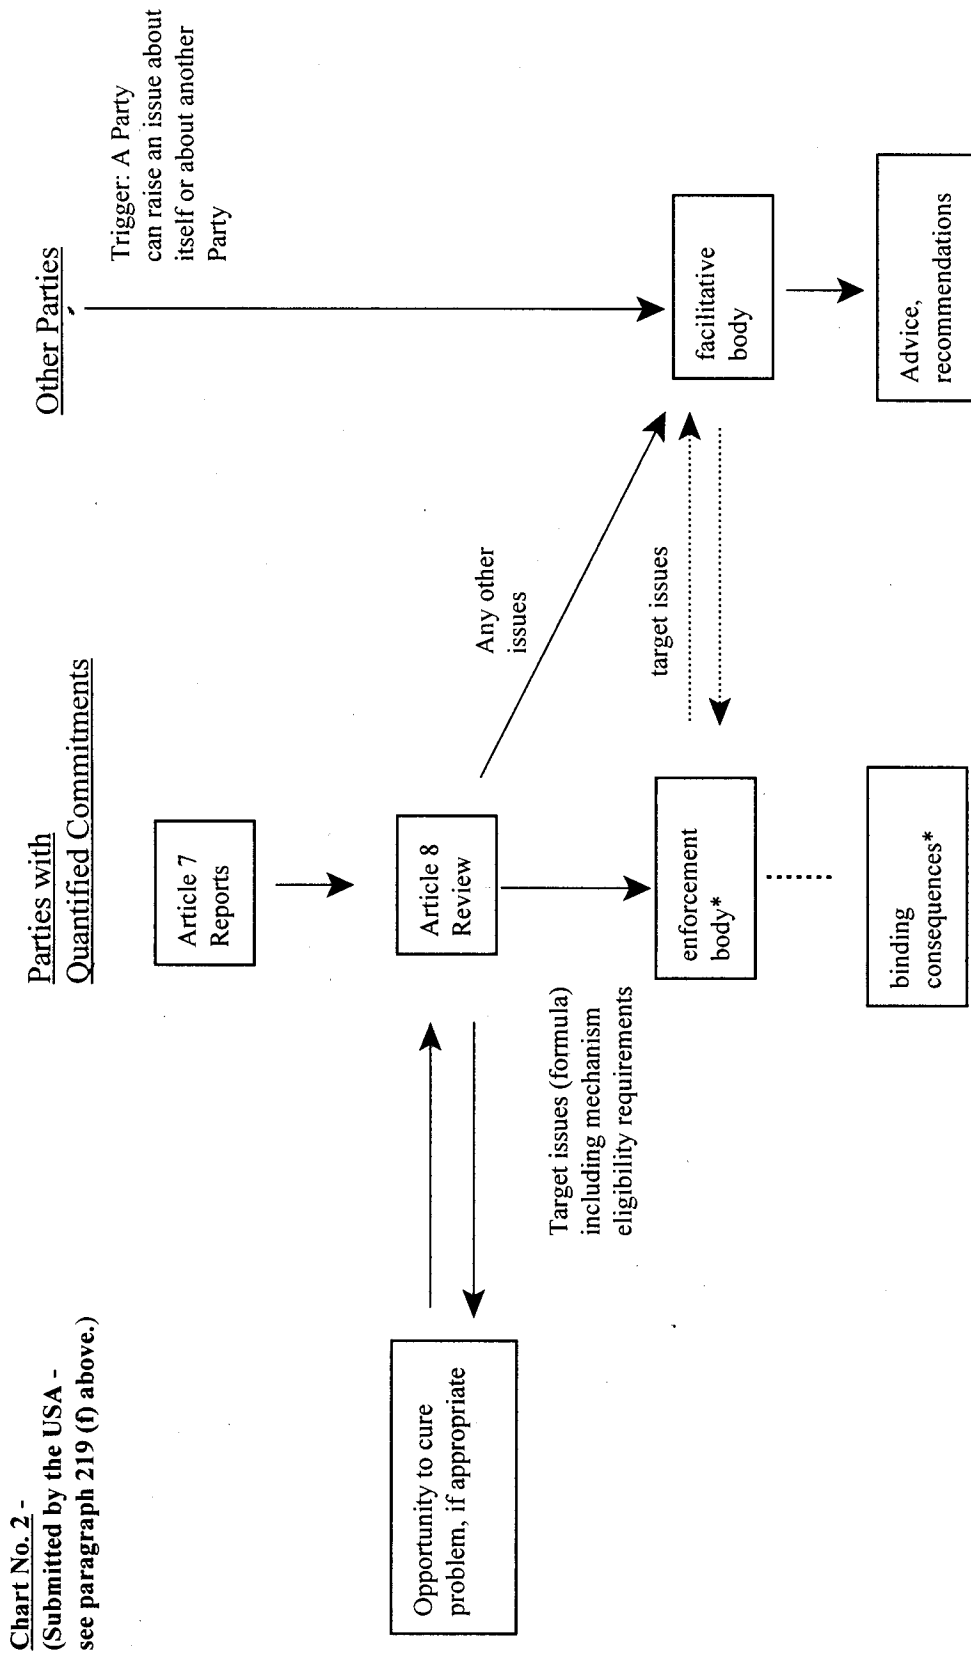 Chart No. 2 -
(Submitted by the USA -
see paragraph 219 (f) above.)
Parties with
Quantified Commitments
Other Parties
Trigger: A Party
can raise an issue about
itself or about another
Party
Article 7
Reports
Opportunity to cure
problem, if appropriate
Article 8
Review
Any other
issues
Target issues (formula)
including mechanism
eligibility requirements
enforcement
body*
target issues
facilitative
body
binding
consequences*
Advice,
recommendations